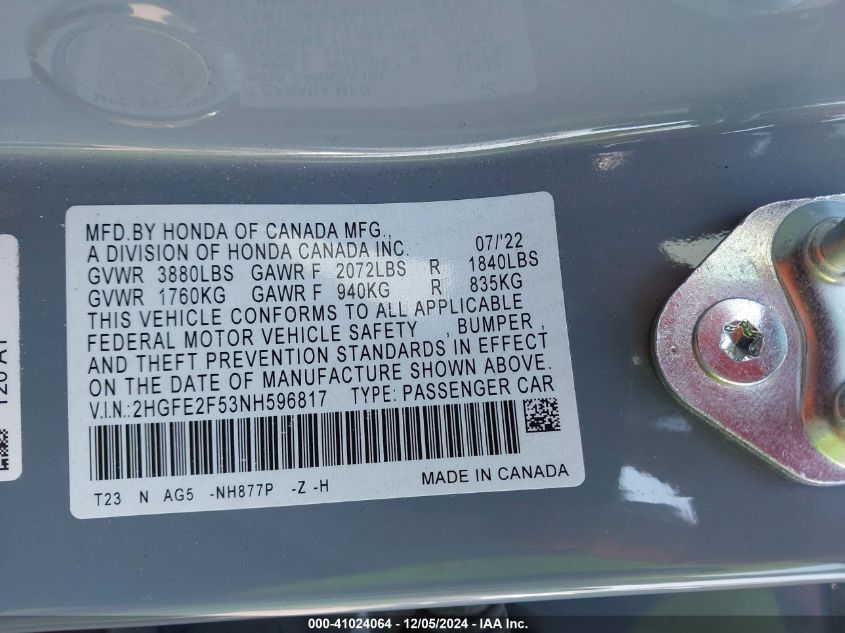 MFD.BY HONDA OF CANADA MFG.,
A DIVISION OF HONDA CANADA INC. 07/'22
GVWR 3880LBS GAWR F 2072LBS R 1840LBS
GVWR 1760KG GAWR F 940KG R 835KG
THIS VEHICLE CONFORMS TO ALL APPLICABLE
FEDERAL MOTOR VEHICLE SAFETY , BUMPER ,
AND THEFT PREVENTION STANDARDS IN EFFECT
ON THE DATE OF MANUFACTURE SHOWN ABOVE.
V.I.N.: 2HGFE2F53NH596817 TYPE: PASSENGER CAR
T23 N AG5 -NH877P -Z -H MADE IN CANADA
000-41024064 - 12/05/2024 - IAA Inc.